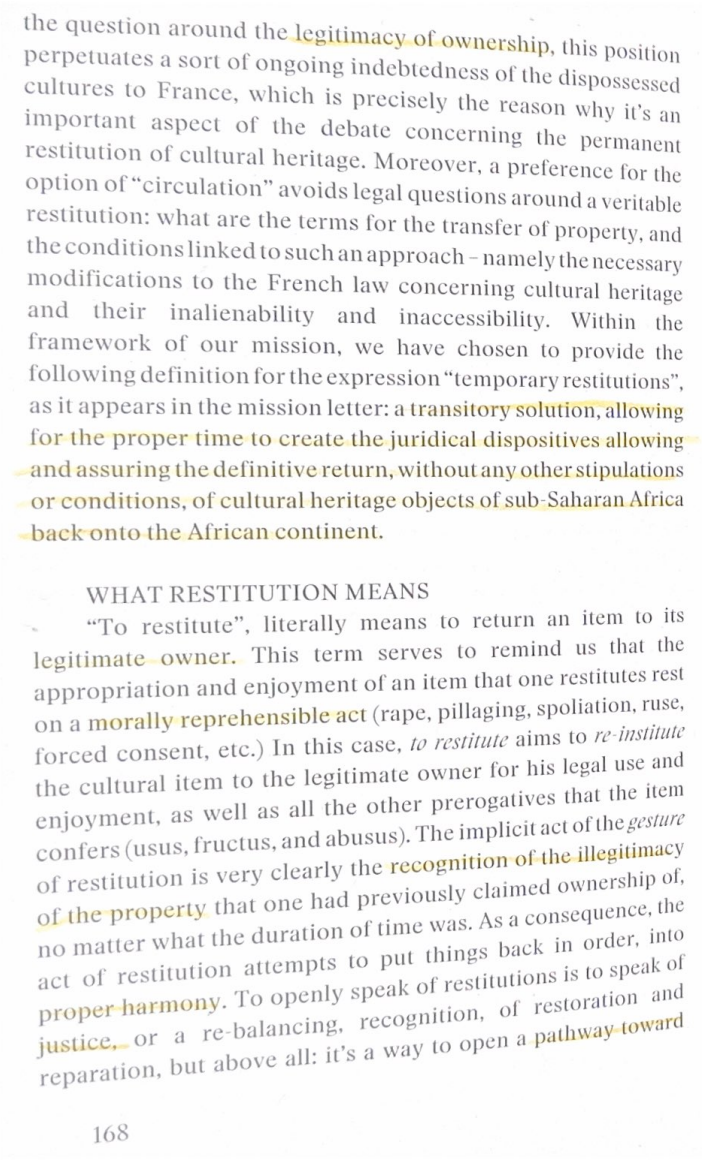 the question around the legitimacy of ownership, this position
perpetuates a sort of ongoing indebtedness of the dispossessed
cultures to France, which is precisely the reason why it's an
important aspect of the debate concerning the permanent
restitution of cultural heritage. Moreover, a preference for the
option of “circulation” avoids legal questions around a veritable
restitution: what are the terms for the transfer of property, and
the conditions linked to such an approach – namely the necessary
modifications to the French law concerning cultural heritage
and their inalienability and inaccessibility. Within the
framework of our mission, we have chosen to provide the
following definition for the expression “temporary restitutions”,
as it appears in the mission letter: a transitory solution, allowing
for the proper time to create the juridical dispositives allowing
and assuring the definitive return, without any other stipulations
or conditions, of cultural heritage objects of sub-Saharan Africa
back onto the African continent.
WHAT RESTITUTION MEANS
“To restitute”, literally means to return an item to its
legitimate owner. This term serves to remind us that the
appropriation and enjoyment of an item that one restitutes rest
on a morally reprehensible act (rape, pillaging, spoliation, ruse,
forced consent, etc.) In this case, to restitute aims to re-institute
the cultural item to the legitimate owner for his legal use and
enjoyment, as well as all the other prerogatives that the item
confers (usus, fructus, and abusus). The implicit act of the gesture
of restitution is very clearly the recognition of the illegitimacy
of the property that one had previously claimed ownership of,
no matter what the duration of time was. As a consequence, the
act of restitution attempts to put things back in order, into
proper harmony. To openly speak of restitutions is to speak of
justice, or a re-balancing, recognition, of restoration and
reparation, but above all: it's a way to open a pathway toward
168